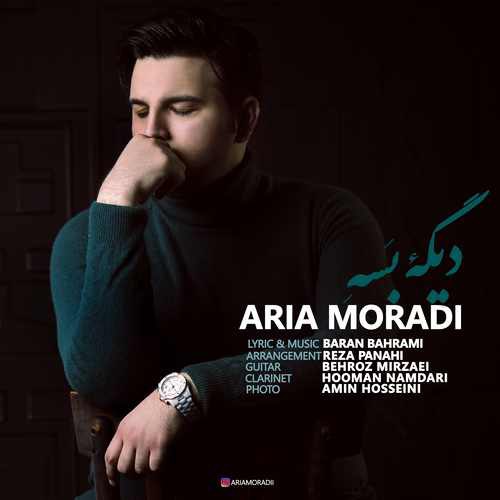 دیگهٔ بَسَهِ
ARIA MORADI
LYRIC & MUSIC BARAN BAHRAMI
ARRANGEMENT REZA PANAHI
GUITAR BEHROZ MIRZAEI
CLARINET HOOMAN NAMDARI
PHOTO AMIN HOSSEINI
ARIAMORADII